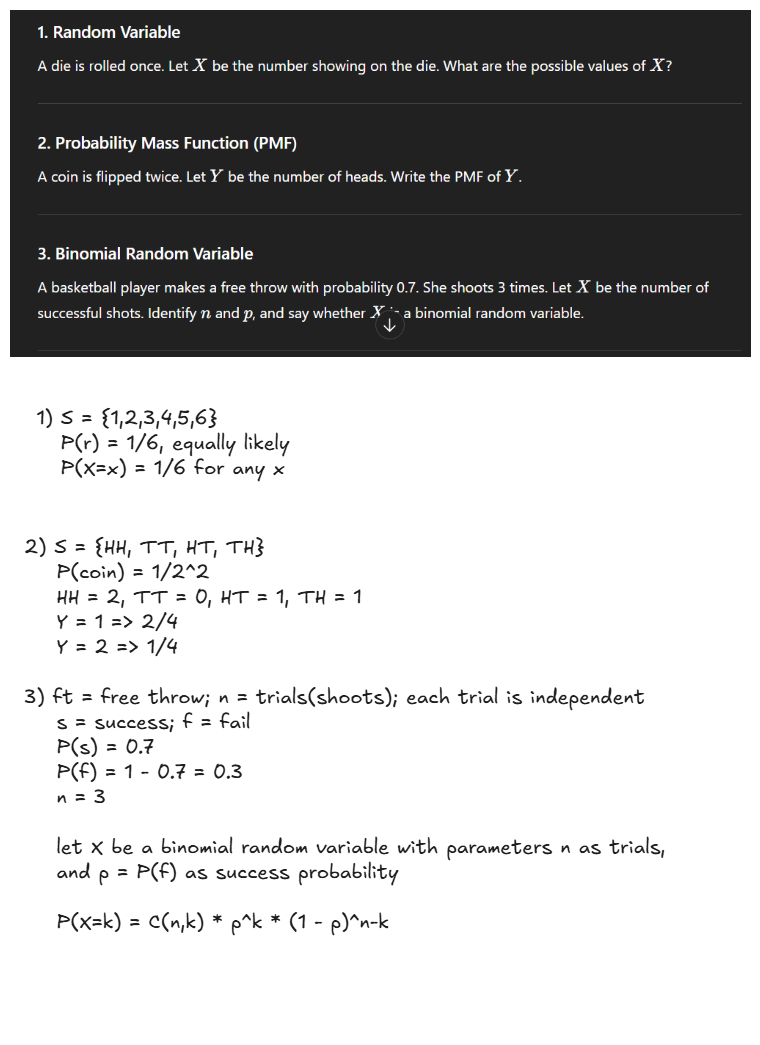 1. Random Variable
A die is rolled once. Let X be the number showing on the die. What are the possible values of X?
2. Probability Mass Function (PMF)
A coin is flipped twice. Let Y be the number of heads. Write the PMF of Y.
3. Binomial Random Variable
A basketball player makes a free throw with probability 0.7. She shoots 3 times. Let X be the number of
successful shots. Identify n and p, and say whether X a binomial random variable.
1) S = {1,2,3,4,5,6}
P(r) = 1/6, equally likely
P(X=x) = 1/6 for any x
2) S = {HH, TT, HT, TH}
P(coin) = 1/2^2
HH = 2, TT = 0, HT = 1, TH = 1
Y = 1 => 2/4
Y = 2 => 1/4
3) ft = free throw; n = trials(shoots); each trial is independent
s = success; f = fail
P(s) = 0.7
P(f) = 1 - 0.7 = 0.3
n = 3
let X be a binomial random variable with parameters n as trials,
and p = P(f) as success probability
P(X=k) = C(n,k) * p^k * (1 - p)^n-k